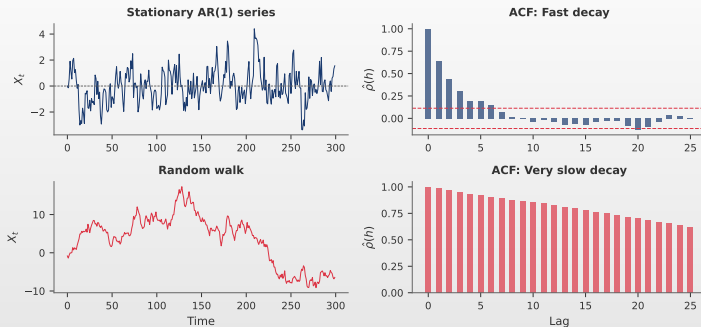 Stationary AR(1) series
ACF: Fast decay
X_t
4
2
0
−2
0 50 100 150 200 250 300
ρ̂(h)
1.00
0.75
0.50
0.25
0.00
0 5 10 15 20 25
Random walk
ACF: Very slow decay
X_t
10
0
−10
0 50 100 150 200 250 300
Time
ρ̂(h)
1.00
0.75
0.50
0.25
0.00
0 5 10 15 20 25
Lag